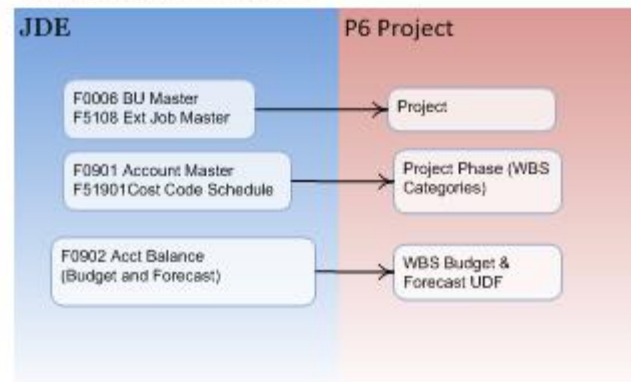 JDE
P6 Project
F0006 BU Master
F5108 Ext Job Master
Project
F0901 Account Master
F51901Cost Code Schedule
Project Phase (WBS
Categories)
F0902 Acct Balance
(Budget and Forecast)
WBS Budget &
Forecast UDF